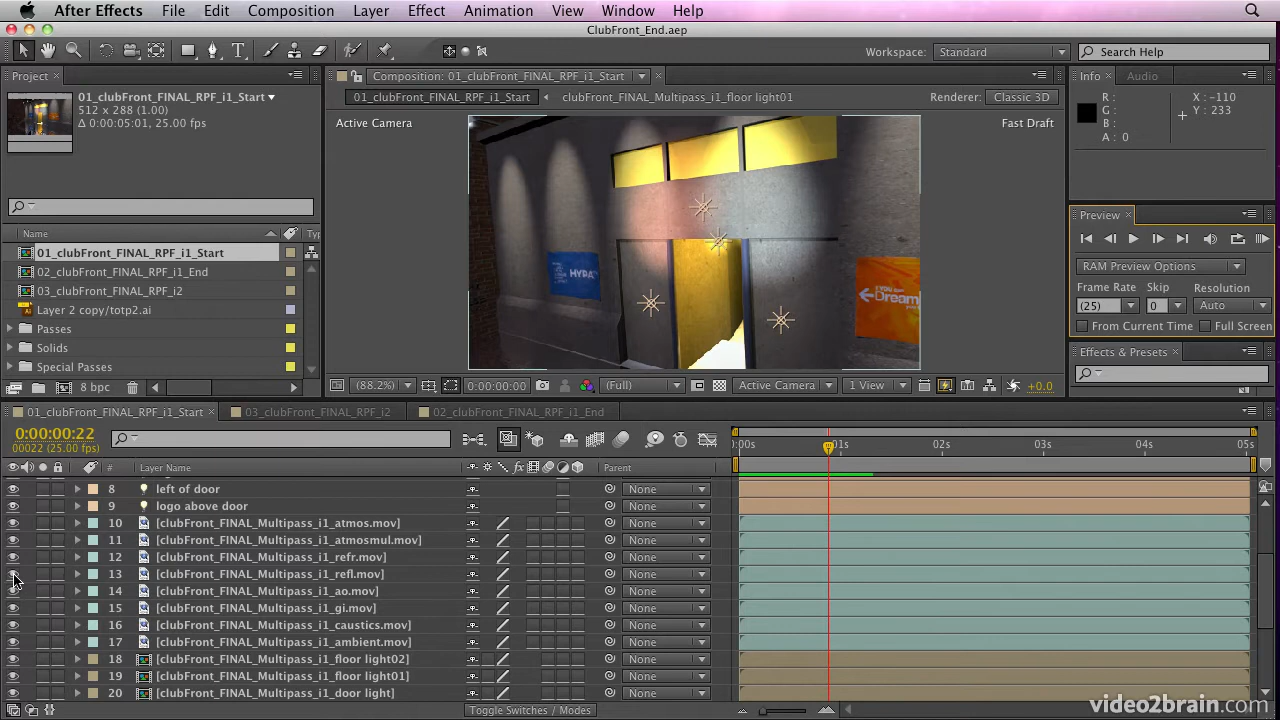 After Effects File Edit Composition Layer Effect Animation View Window Help
ClubFront_End.aep
Workspace: Standard Search Help
Project Composition: 01_clubFront_FINAL_RPF_i1_Start Info Audio
01_clubFront_FINAL_RPF_i1_Start
512 x 288 (1.00)
Δ 0:00:05:01, 25.00 fps
01_clubFront_FINAL_RPF_i1_Start clubFront_FINAL_Multipass_i1_floor light01 Renderer: Classic 3D
Active Camera Fast Draft
R: X: -110
G: Y: 233
B:
A: 0
HYPA
Dream
Name Ty
01_clubFront_FINAL_RPF_i1_Start
02_clubFront_FINAL_RPF_i1_End
03_clubFront_FINAL_RPF_i2
Layer 2 copy/totp2.ai
Passes
Solids
Special Passes
8 bpc
Preview
RAM Preview Options
Frame Rate Skip Resolution
(25) 0 Auto
From Current Time Full Screen
Effects & Presets
(88.2%) 0:00:00:00 (Full) Active Camera 1 View +0.0
01_clubFront_FINAL_RPF_i1_Start 03_clubFront_FINAL_RPF_i2 02_clubFront_FINAL_RPF_i1_End
0:00:00:22
00022 (25.00 fps)
:00s 01s 02s 03s 04s 05s
# Layer Name fx Parent
8 left of door None
9 logo above door None
10 [clubFront_FINAL_Multipass_i1_atmos.mov] None
11 [clubFront_FINAL_Multipass_i1_atmosmul.mov] None
12 [clubFront_FINAL_Multipass_i1_refr.mov] None
13 [clubFront_FINAL_Multipass_i1_refl.mov] None
14 [clubFront_FINAL_Multipass_i1_ao.mov] None
15 [clubFront_FINAL_Multipass_i1_gi.mov] None
16 [clubFront_FINAL_Multipass_i1_caustics.mov] None
17 [clubFront_FINAL_Multipass_i1_ambient.mov] None
18 [clubFront_FINAL_Multipass_i1_floor light02] None
19 [clubFront_FINAL_Multipass_i1_floor light01] None
20 [clubFront_FINAL_Multipass_i1_door light] None
Toggle Switches / Modes
video2brain.com